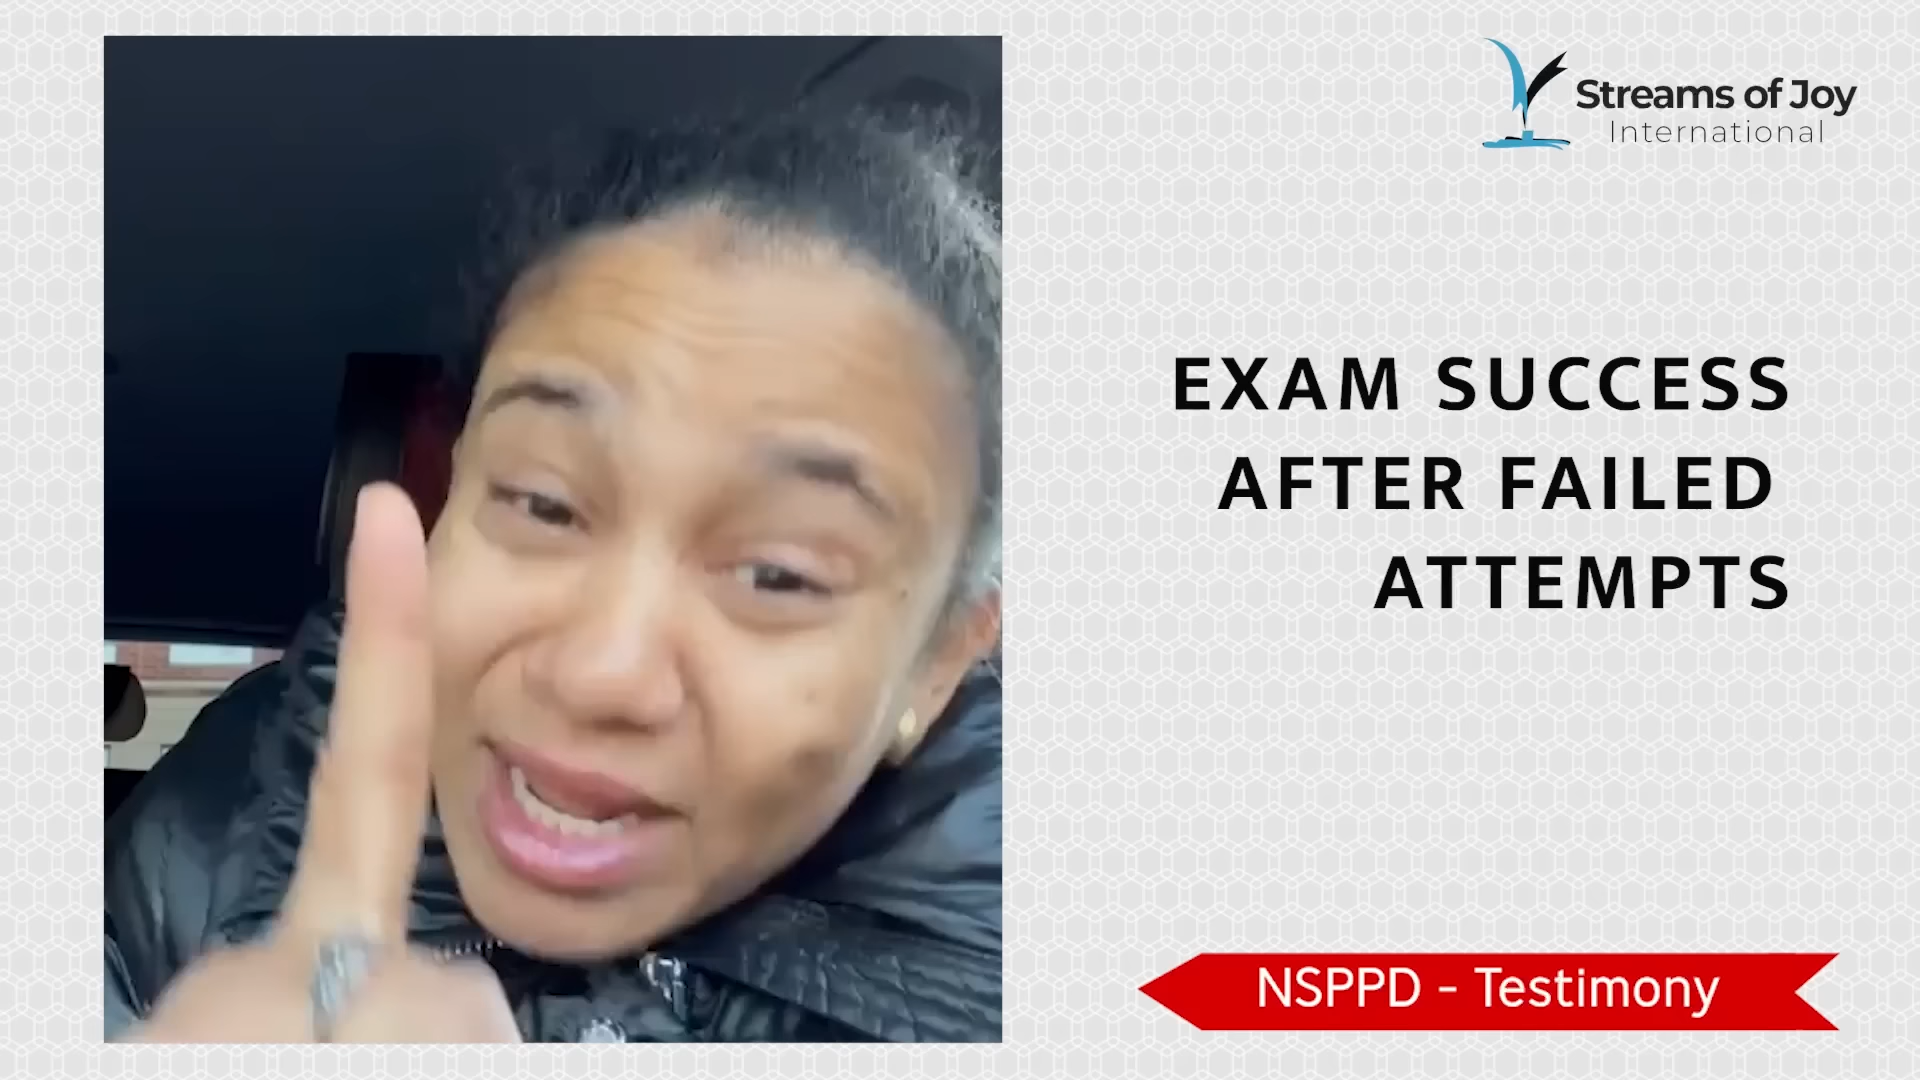 Streams of Joy
International
EXAM SUCCESS
AFTER FAILED
ATTEMPTS
NSPPD - Testimony